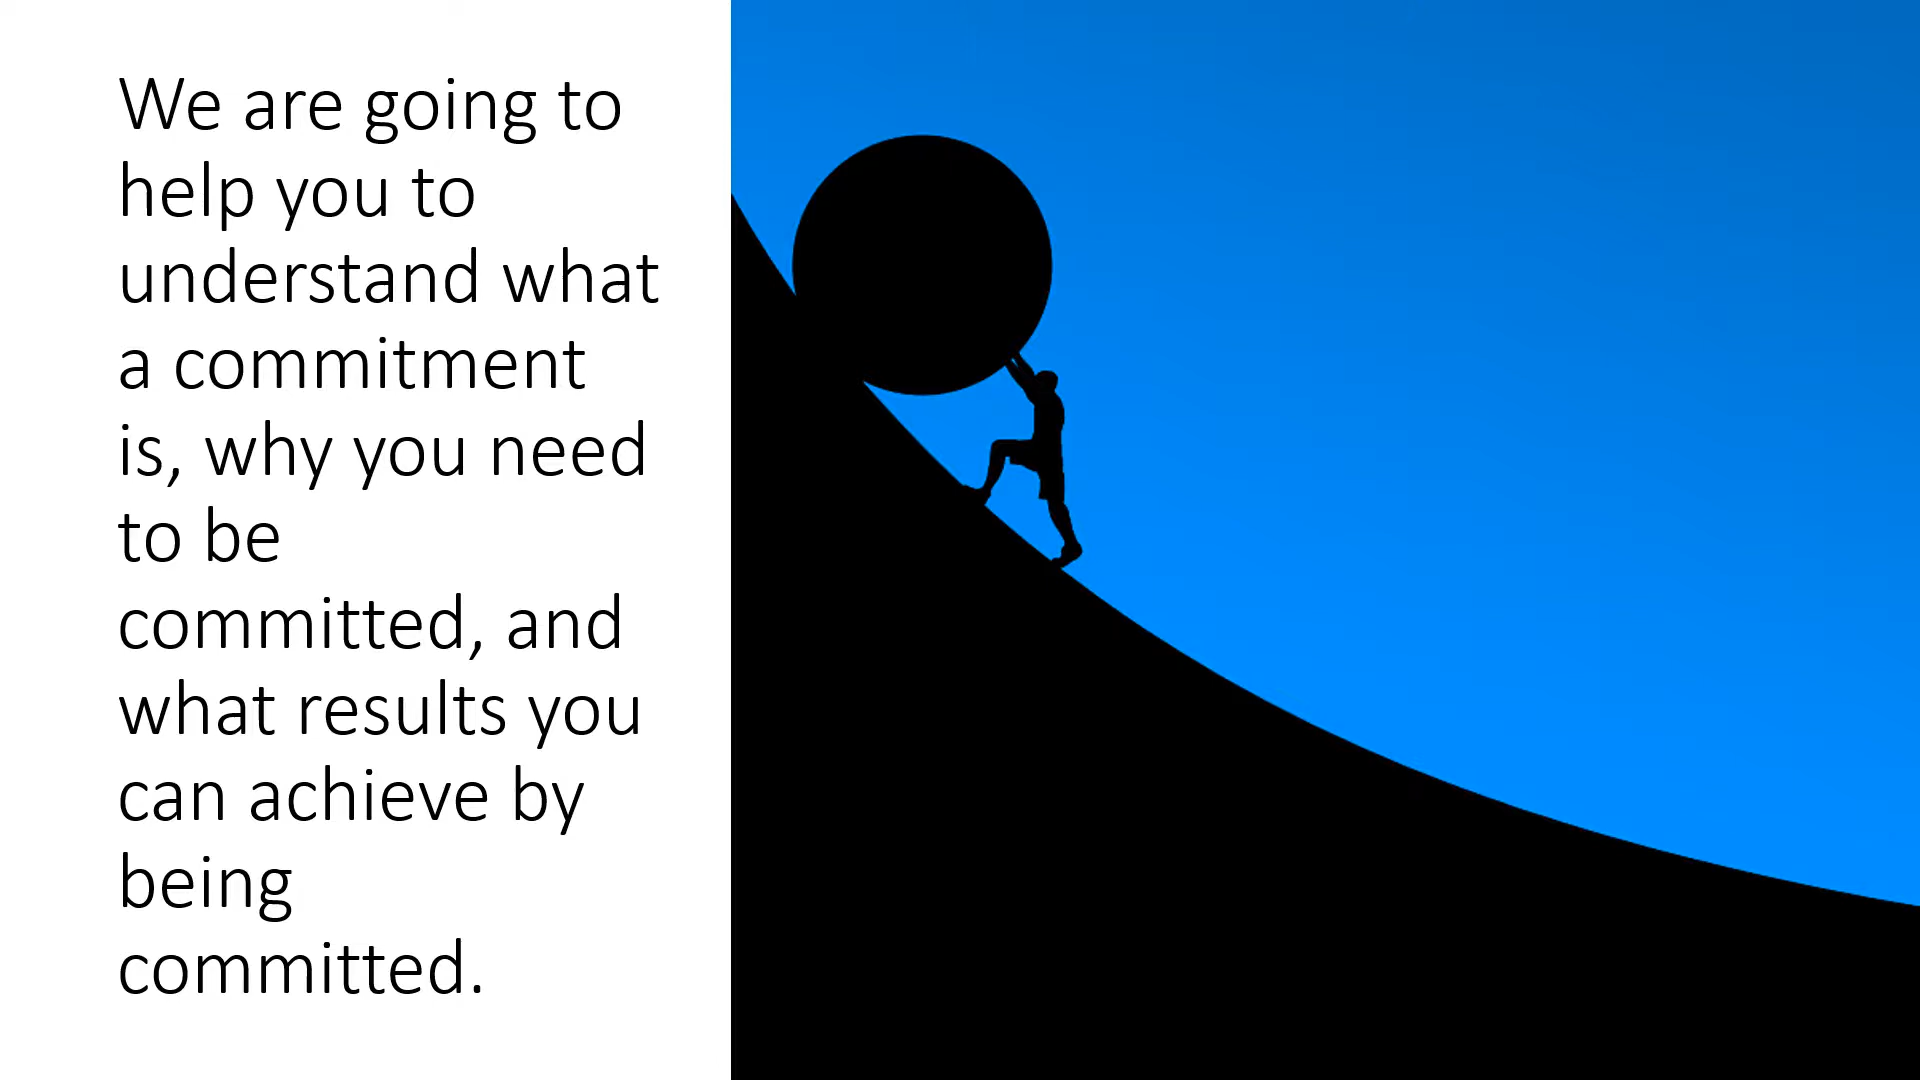 We are going to
help you to
understand what
a commitment
is, why you need
to be
committed, and
what results you
can achieve by
being
committed.